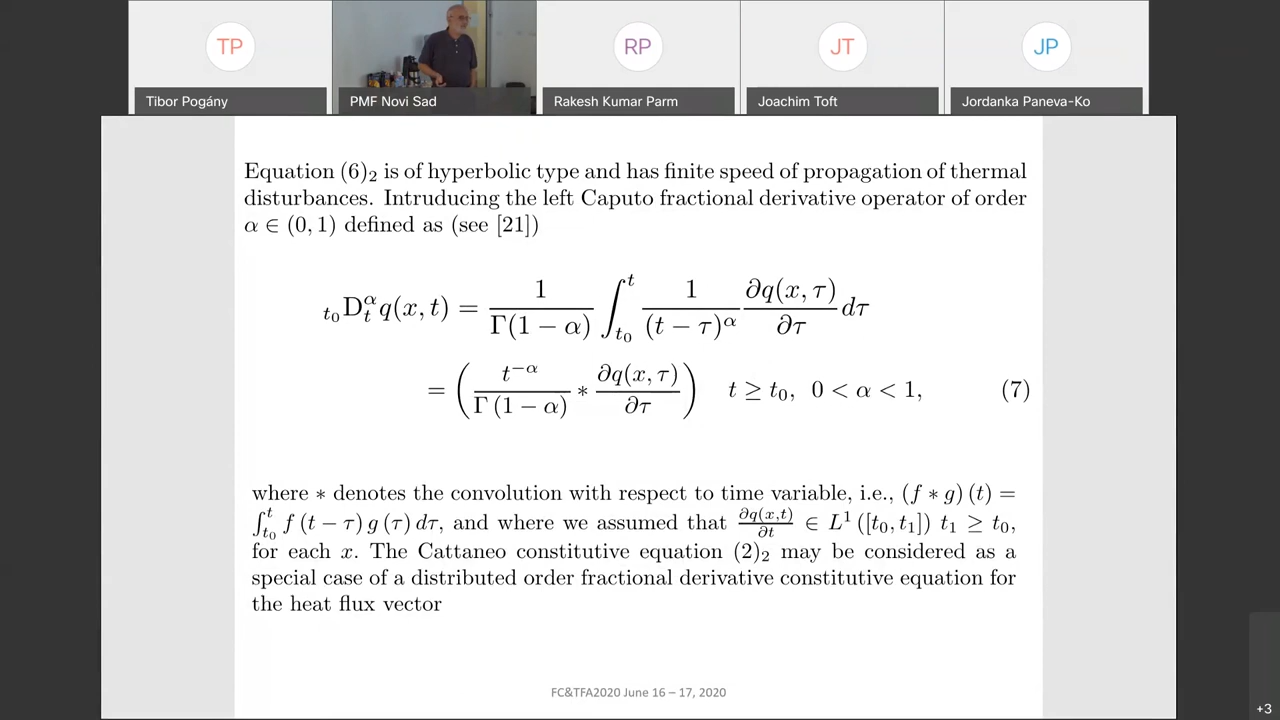 TP
RP
JT
JP
Tibor Pogány
PMF Novi Sad
Rakesh Kumar Parm
Joachim Toft
Jordanka Paneva-Ko
Equation (6)₂ is of hyperbolic type and has finite speed of propagation of thermal
disturbances. Intruducing the left Caputo fractional derivative operator of order
α ∈ (0, 1) defined as (see [21])
ₜ₀Dₜᵅ q(x, t) = 1/Γ(1 − α) ∫ₜ₀ᵗ 1/(t − τ)ᵅ ∂q(x, τ)/∂τ dτ
= ( t⁻ᵅ/Γ (1 − α) ∗ ∂q(x, τ)/∂τ ) t ≥ t₀, 0 < α < 1, (7)
where ∗ denotes the convolution with respect to time variable, i.e., (f ∗ g) (t) =
∫ₜ₀ᵗ f (t − τ) g (τ) dτ, and where we assumed that ∂q(x,t)/∂t ∈ L¹ ([t₀, t₁]) t₁ ≥ t₀,
for each x. The Cattaneo constitutive equation (2)₂ may be considered as a
special case of a distributed order fractional derivative constitutive equation for
the heat flux vector
FC&TFA2020 June 16 – 17, 2020
+3